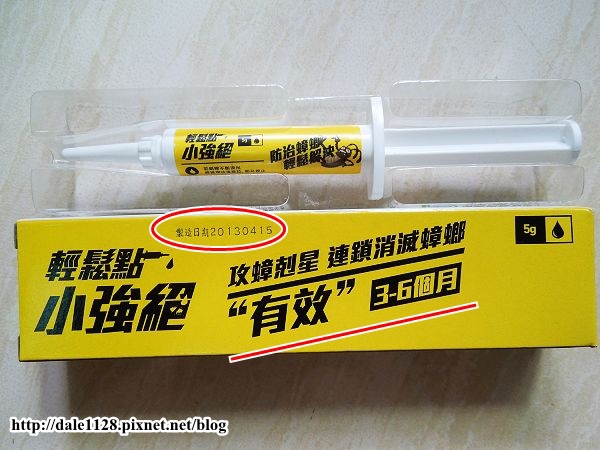 輕鬆點
小強絕
5g
防治蟑螂
輕鬆解決
製造日期20130415
輕鬆點
小強絕
攻蟑剋星 連鎖消滅蟑螂
“有效”
3-6個月
5g
http://dale1128.pixnet.net/blog